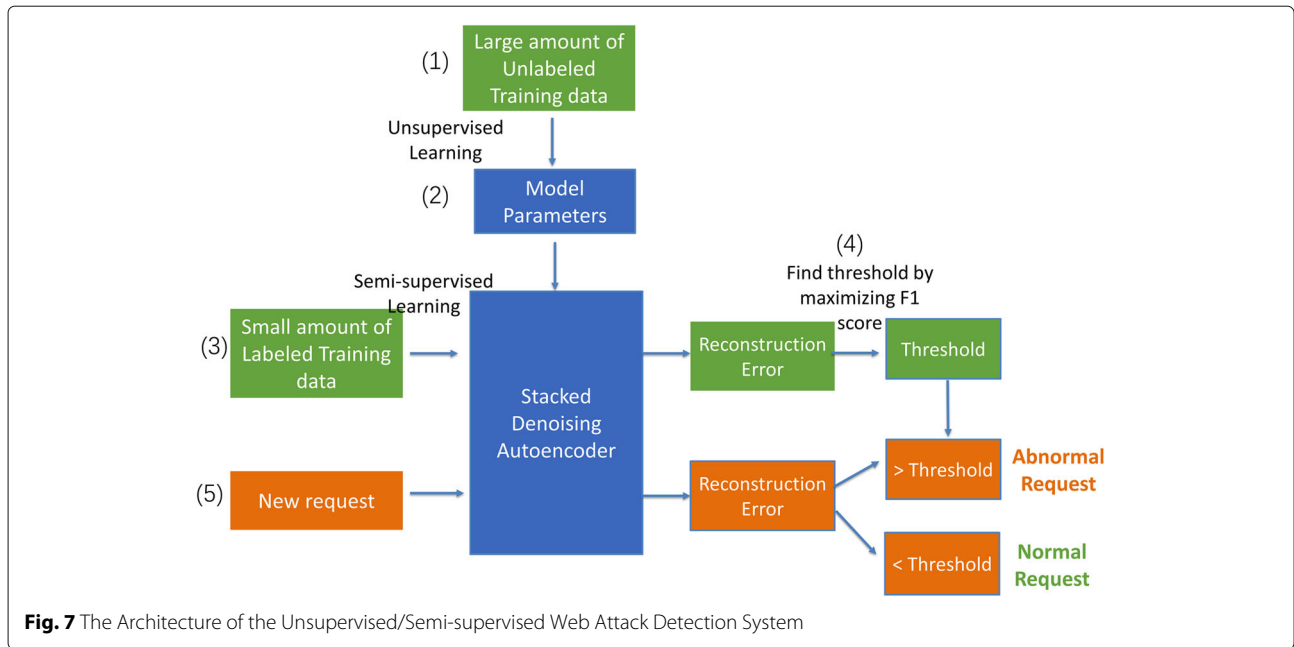 (1)
Large amount of
Unlabeled
Training data
Unsupervised
Learning
(2)
Model
Parameters
(4)
Find threshold by
maximizing F1
score
Semi-supervised
Learning
(3)
Small amount of
Labeled Training
data
Stacked
Denoising
Autoencoder
Reconstruction
Error
Threshold
(5)
New request
Reconstruction
Error
> Threshold
Abnormal
Request
< Threshold
Normal
Request
Fig. 7 The Architecture of the Unsupervised/Semi-supervised Web Attack Detection System